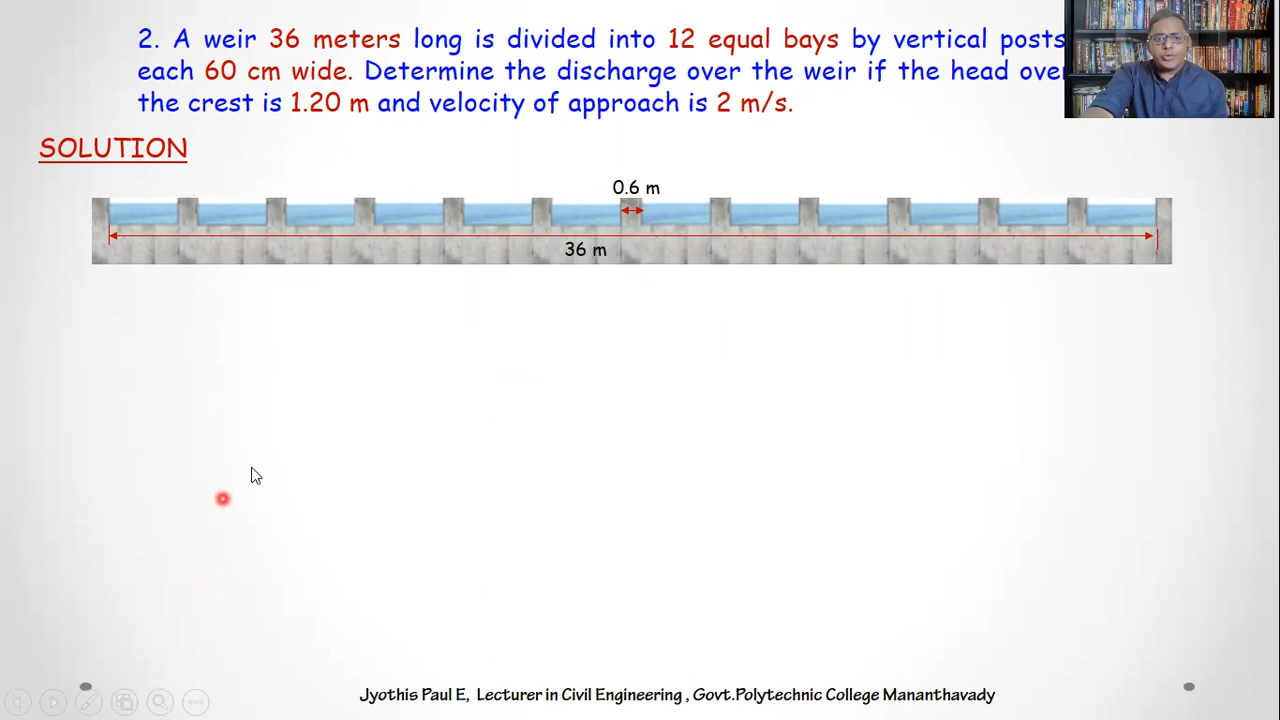 2. A weir 36 meters long is divided into 12 equal bays by vertical posts
each 60 cm wide. Determine the discharge over the weir if the head over
the crest is 1.20 m and velocity of approach is 2 m/s.
SOLUTION
0.6 m
36 m
Jyothis Paul E, Lecturer in Civil Engineering , Govt.Polytechnic College Mananthavady